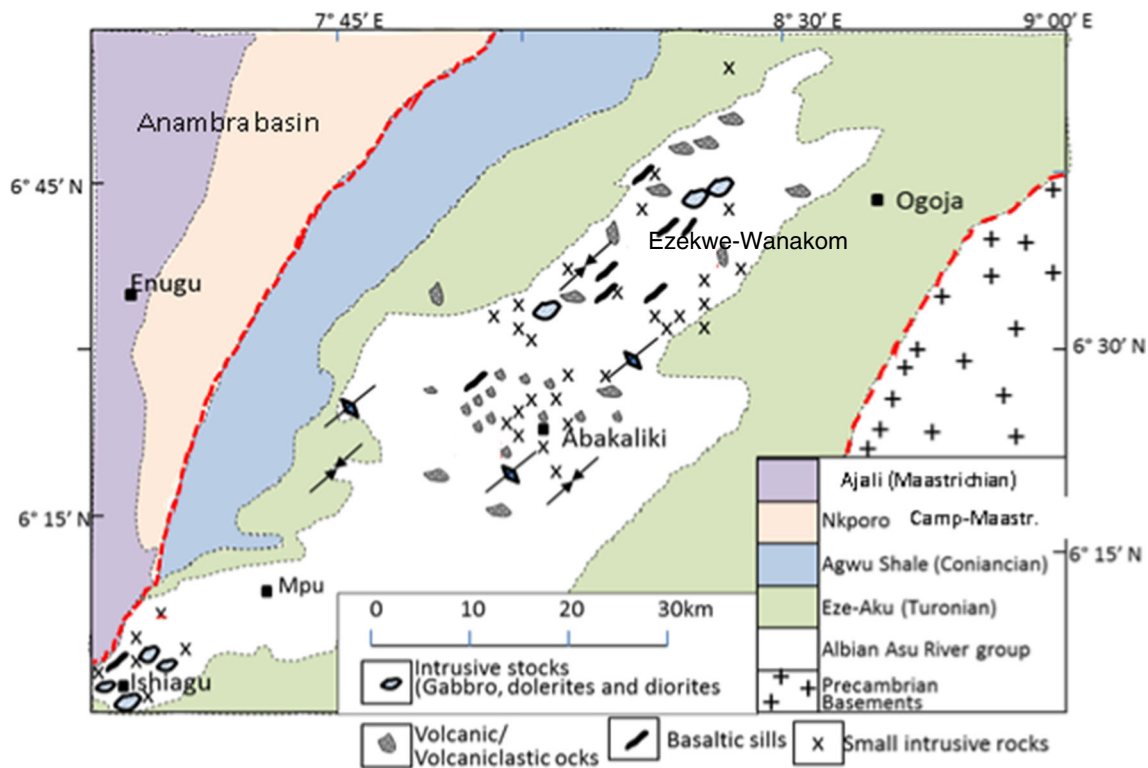 7° 45′ E
8° 30 E
9° 00′ E
Anambra basin
6° 45′ N
Ogoja
Ezekwe-Wanakom
Enugu
6° 30′ N
Abakaliki
6° 15′ N
6° 15′ N
Mpu
Ishiagu
0 10 20 30km
Intrusive stocks
(Gabbro, dolerites and diorites
Volcanic/
Volcaniclastic ocks
Basaltic sills
x Small intrusive rocks
Ajali (Maastrichian)
Nkporo Camp-Maastr.
Agwu Shale (Coniancian)
Eze-Aku (Turonian)
Albian Asu River group
Precambrian
Basements